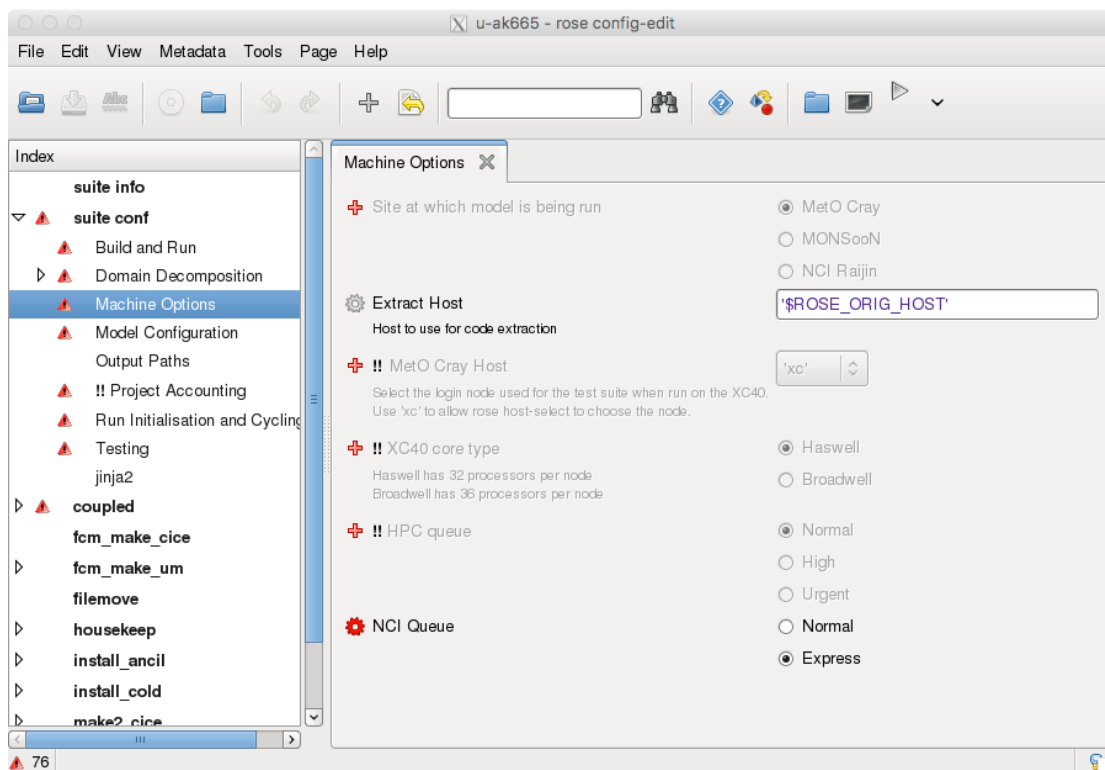 u-ak665 - rose config-edit
File Edit View Metadata Tools Page Help
Abc
Index
suite info
suite conf
Build and Run
Domain Decomposition
Machine Options
Model Configuration
Output Paths
!! Project Accounting
Run Initialisation and Cycling
Testing
jinja2
coupled
fcm_make_cice
fcm_make_um
filemove
housekeep
install_ancil
install_cold
make2_cice
76
Machine Options
Site at which model is being run
MetO Cray
MONSooN
NCI Raijin
Extract Host
'$ROSE_ORIG_HOST'
Host to use for code extraction
!! MetO Cray Host
'xc'
Select the login node used for the test suite when run on the XC40.
Use 'xc' to allow rose host-select to choose the node.
!! XC40 core type
Haswell
Haswell has 32 processors per node
Broadwell
Broadwell has 36 processors per node
!! HPC queue
Normal
High
Urgent
NCI Queue
Normal
Express